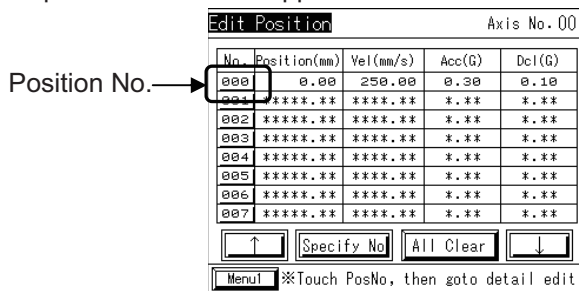 Edit Position Axis No.00
No. Position(mm) Vel(mm/s) Acc(G) Dcl(G)
Position No. 000 0.00 250.00 0.30 0.10
001 *****.** ****.** *.** *.**
002 *****.** ****.** *.** *.**
003 *****.** ****.** *.** *.**
004 *****.** ****.** *.** *.**
005 *****.** ****.** *.** *.**
006 *****.** ****.** *.** *.**
007 *****.** ****.** *.** *.**
↑ Specify No All Clear ↓
Menu1 ※Touch PosNo, then goto detail edit